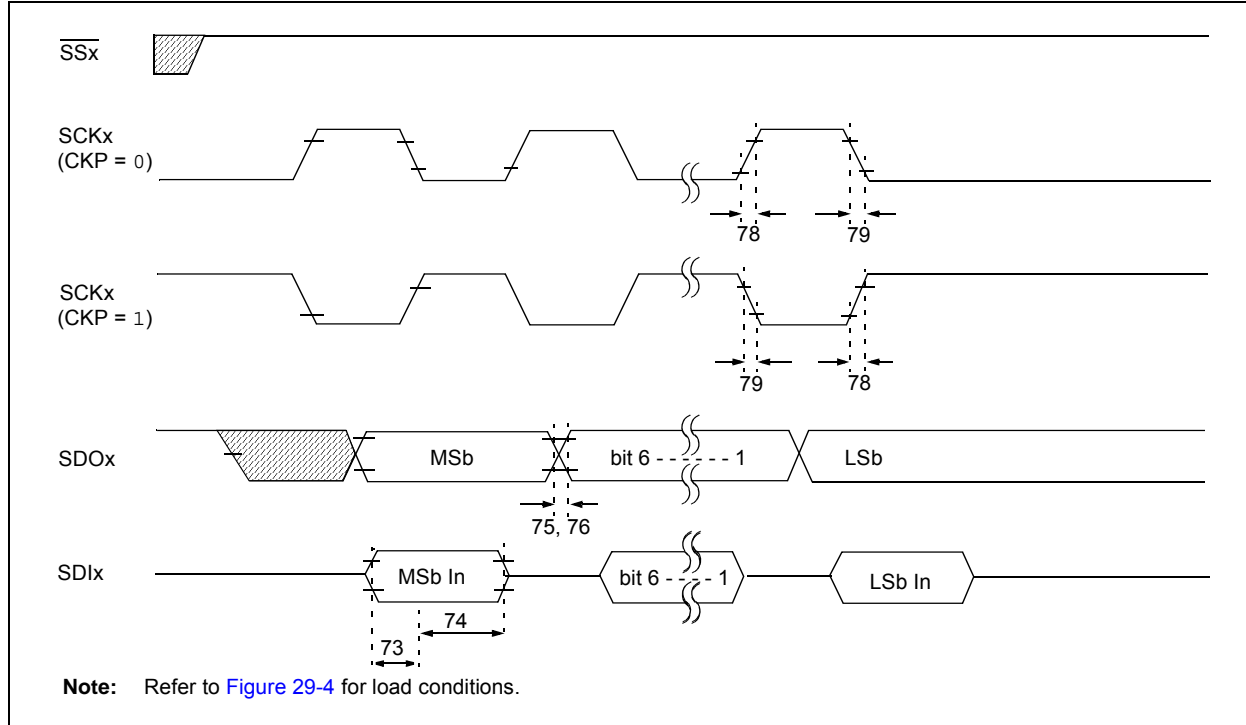 SSx
SCKx
(CKP = 0)
78
79
SCKx
(CKP = 1)
79
78
SDOx
MSb
bit 6 - - - - - - 1
LSb
75, 76
SDIx
MSb In
bit 6 - - - - 1
LSb In
74
73
Note: Refer to Figure 29-4 for load conditions.